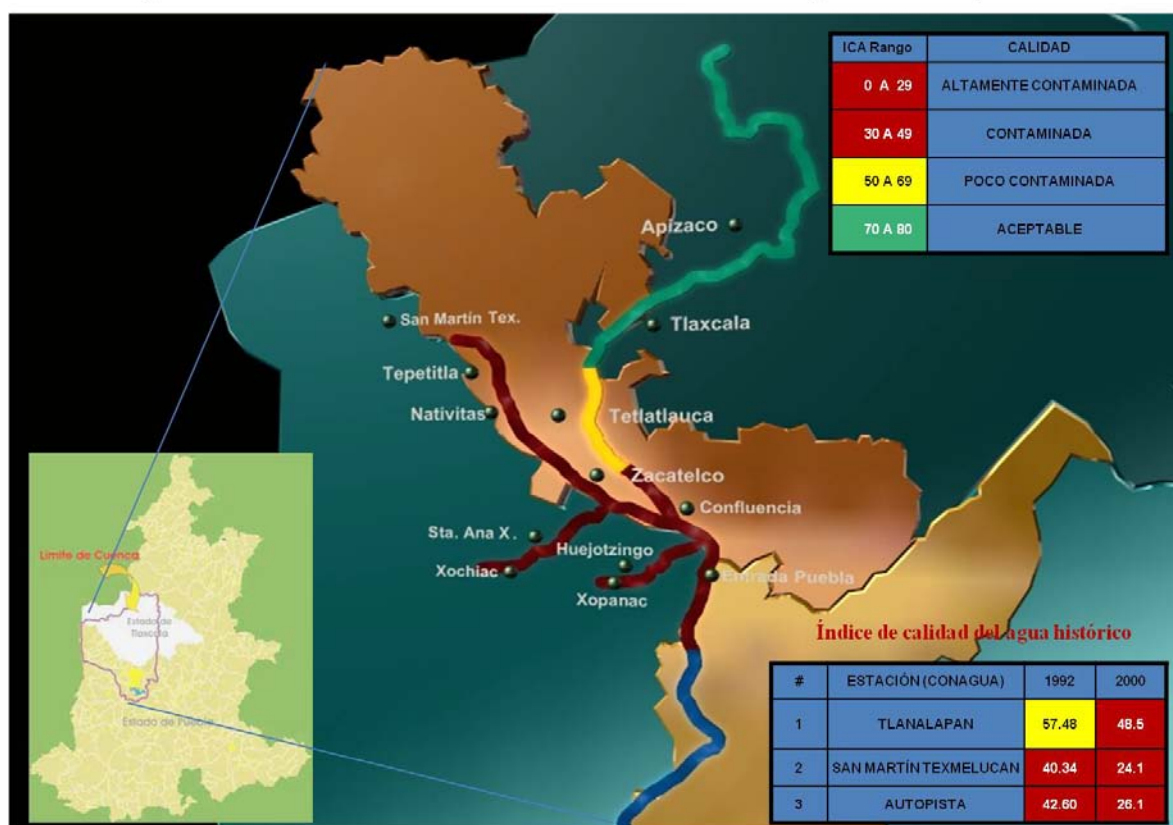 ICA Rango CALIDAD
0 A 29 ALTAMENTE CONTAMINADA
30 A 49 CONTAMINADA
50 A 69 POCO CONTAMINADA
70 A 80 ACEPTABLE
Apizaco
San Martín Tex.
Tlaxcala
Tepetitla
Nativitas
Tetlatlauca
Zacatelco
Confluencia
Sta. Ana X.
Huejotzingo
Xochiac
Entrada Puebla
Xopanac
Límite de Cuenca
Estado de
Tlaxcala
Estado de Puebla
Índice de calidad del agua histórico
# ESTACIÓN (CONAGUA) 1992 2000
1 TLANALAPAN 57.48 48.5
2 SAN MARTÍN TEXMELUCAN 40.34 24.1
3 AUTOPISTA 42.60 26.1